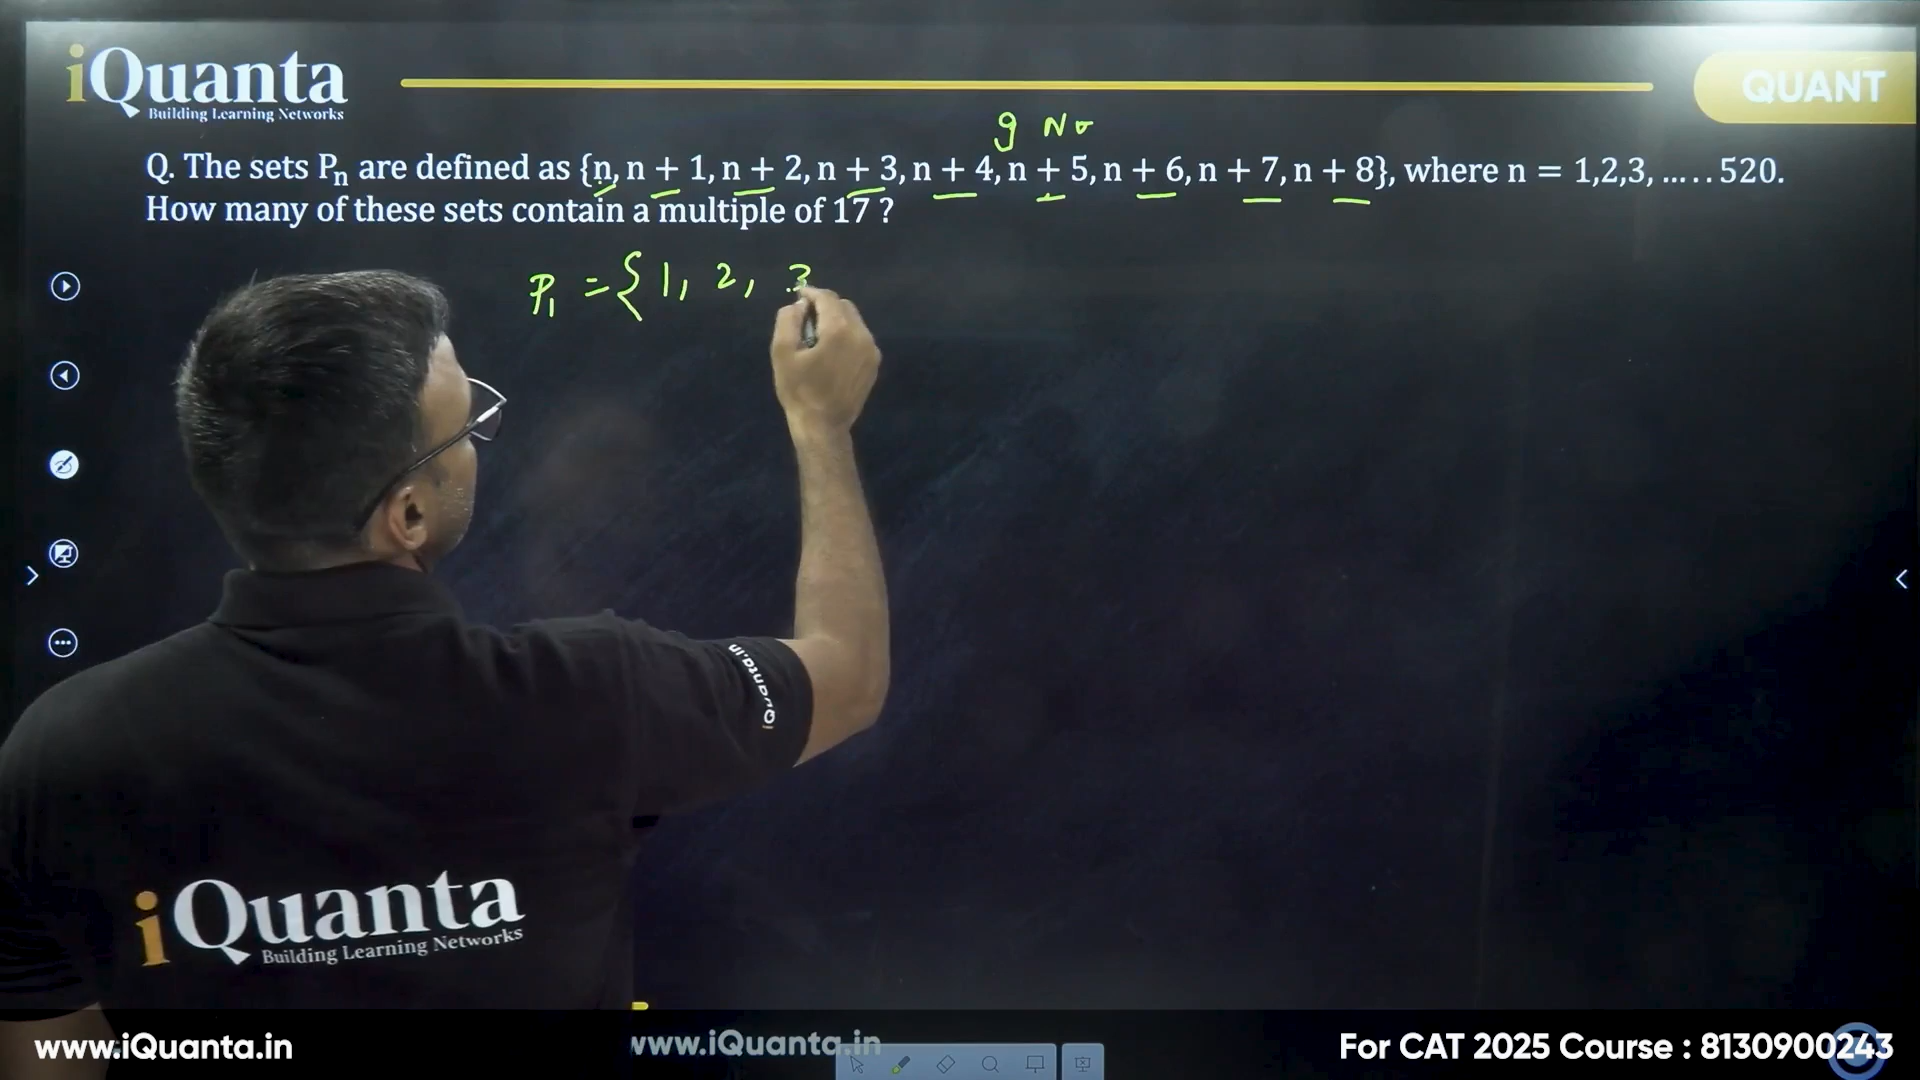 iQuanta
Building Learning Networks
QUANT
9 No
Q. The sets Pn are defined as {n, n + 1, n + 2, n + 3, n + 4, n + 5, n + 6, n + 7, n + 8}, where n = 1,2,3, ..... 520.
How many of these sets contain a multiple of 17 ?
P1 = { 1, 2, 3
iQuanta.in
iQuanta
Building Learning Networks
www.iQuanta.in
www.iQuanta.in
For CAT 2025 Course : 8130900243